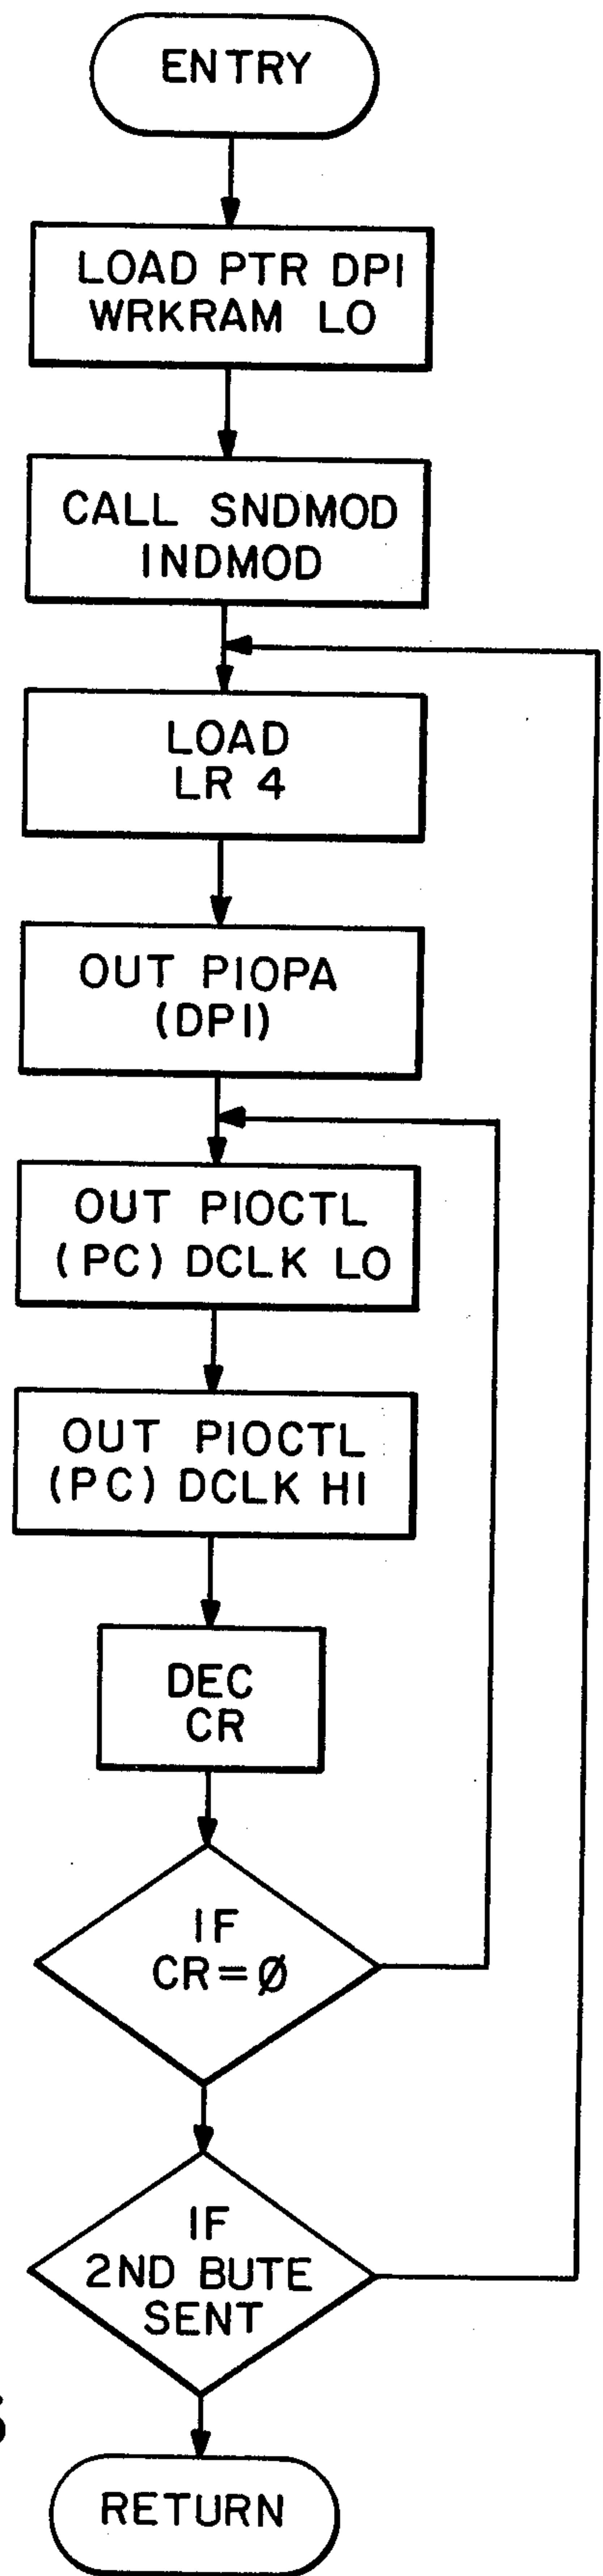 ENTRY
LOAD PTR DPI
WRKRAM LO
CALL SNDMOD
INDMOD
LOAD
LR 4
OUT PIOPA
(DPI)
OUT PIOCTL
(PC) DCLK LO
OUT PIOCTL
(PC) DCLK HI
DEC
CR
IF
CR=Ø
IF
2ND BUTE
SENT
RETURN